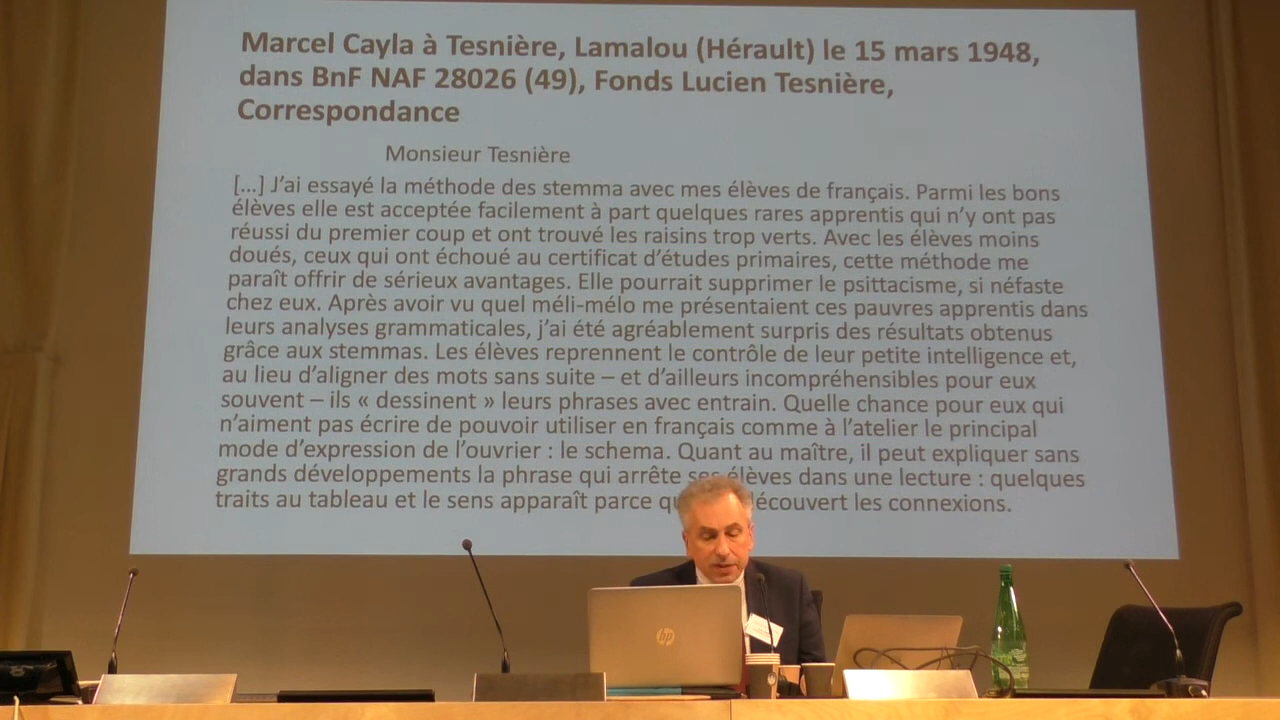 Marcel Cayla à Tesnière, Lamalou (Hérault) le 15 mars 1948,
dans BnF NAF 28026 (49), Fonds Lucien Tesnière,
Correspondance
Monsieur Tesnière
[...] J'ai essayé la méthode des stemma avec mes élèves de français. Parmi les bons
élèves elle est acceptée facilement à part quelques rares apprentis qui n'y ont pas
réussi du premier coup et ont trouvé les raisins trop verts. Avec les élèves moins
doués, ceux qui ont échoué au certificat d'études primaires, cette méthode me
paraît offrir de sérieux avantages. Elle pourrait supprimer le psittacisme, si néfaste
chez eux. Après avoir vu quel méli-mélo me présentaient ces pauvres apprentis dans
leurs analyses grammaticales, j'ai été agréablement surpris des résultats obtenus
grâce aux stemmas. Les élèves reprennent le contrôle de leur petite intelligence et,
au lieu d'aligner des mots sans suite – et d'ailleurs incompréhensibles pour eux
souvent – ils « dessinent » leurs phrases avec entrain. Quelle chance pour eux qui
n'aiment pas écrire de pouvoir utiliser en français comme à l'atelier le principal
mode d'expression de l'ouvrier : le schema. Quant au maître, il peut expliquer sans
grands développements la phrase qui arrête ses élèves dans une lecture : quelques
traits au tableau et le sens apparaît parce écouvert les connexions.
hp